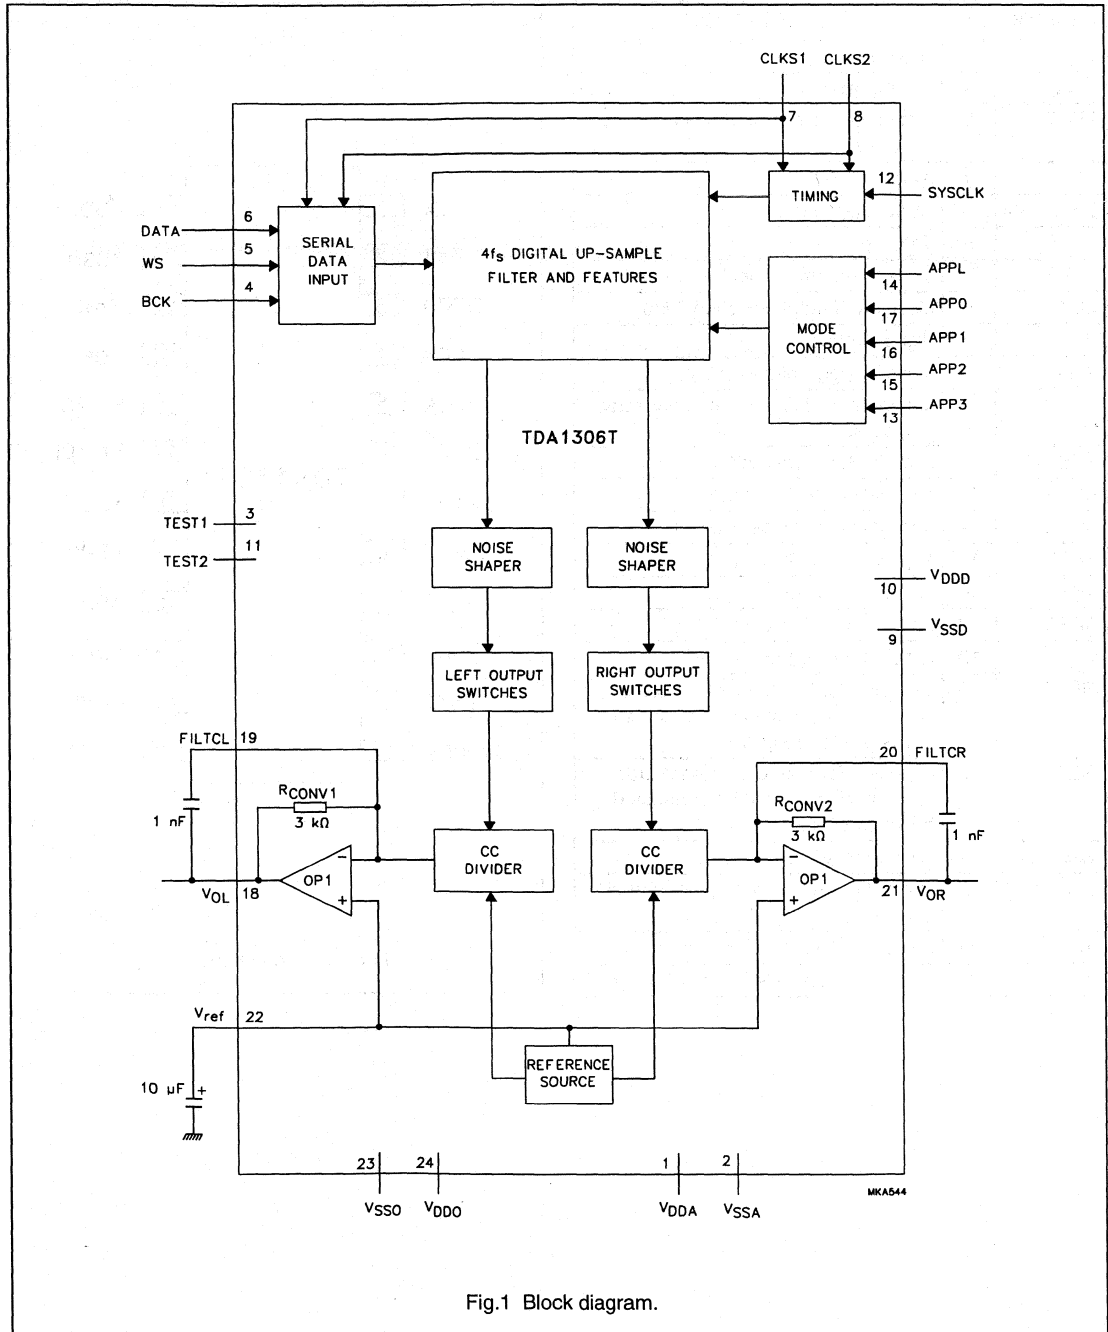 CLKS1 CLKS2
7 8
12
SYSCLK
TIMING
DATA 6
WS 5
BCK 4
SERIAL
DATA
INPUT
4fs DIGITAL UP-SAMPLE
FILTER AND FEATURES
MODE
CONTROL
APPL
14
APP0
17
APP1
16
APP2
15
APP3
13
TDA1306T
TEST1 3
TEST2 11
NOISE
SHAPER
NOISE
SHAPER
VDDD
10
VSSD
9
LEFT OUTPUT
SWITCHES
RIGHT OUTPUT
SWITCHES
FILTCL 19
20 FILTCR
RCONV1
3 kΩ
1 nF
RCONV2
3 kΩ
1 nF
CC
DIVIDER
CC
DIVIDER
− OP1 +
− OP1 +
VOL 18
21 VOR
Vref 22
10 µF +
REFERENCE
SOURCE
23 24 1 2
VSSO VDDO VDDA VSSA
MKA544
Fig.1 Block diagram.